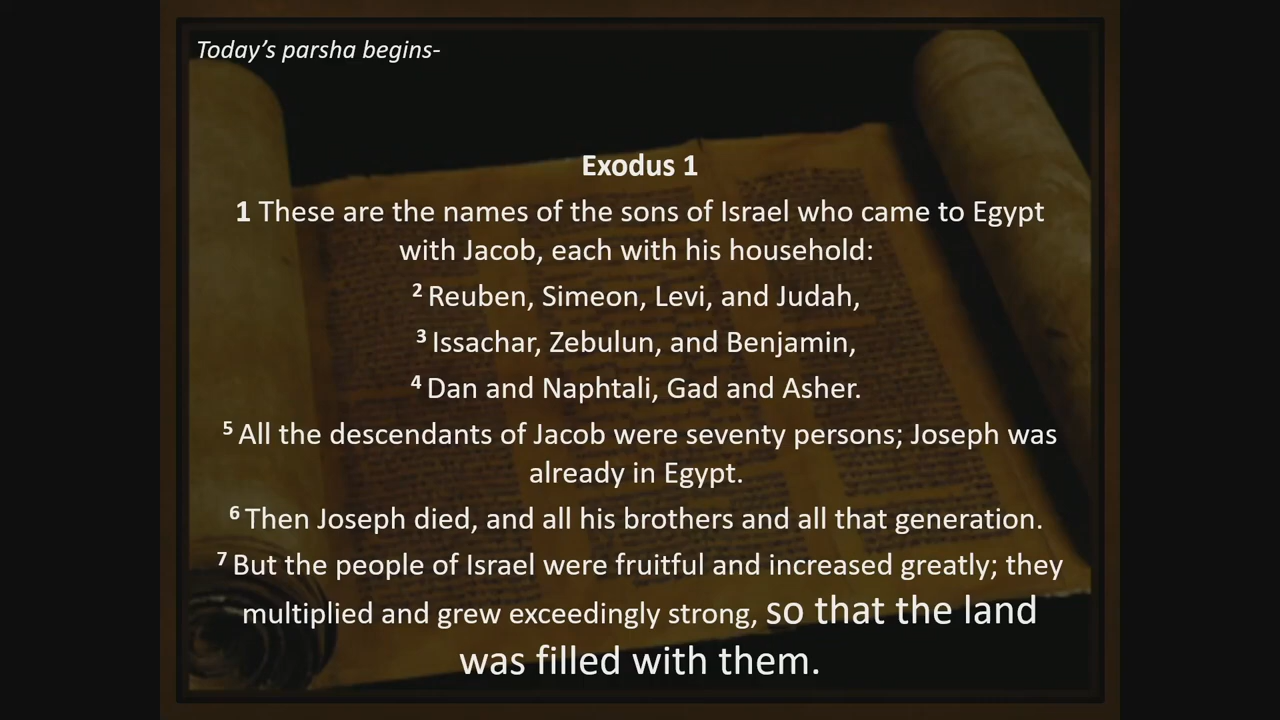 Today’s parsha begins-
Exodus 1
1 These are the names of the sons of Israel who came to Egypt
with Jacob, each with his household:
2 Reuben, Simeon, Levi, and Judah,
3 Issachar, Zebulun, and Benjamin,
4 Dan and Naphtali, Gad and Asher.
5 All the descendants of Jacob were seventy persons; Joseph was
already in Egypt.
6 Then Joseph died, and all his brothers and all that generation.
7 But the people of Israel were fruitful and increased greatly; they
multiplied and grew exceedingly strong, so that the land
was filled with them.